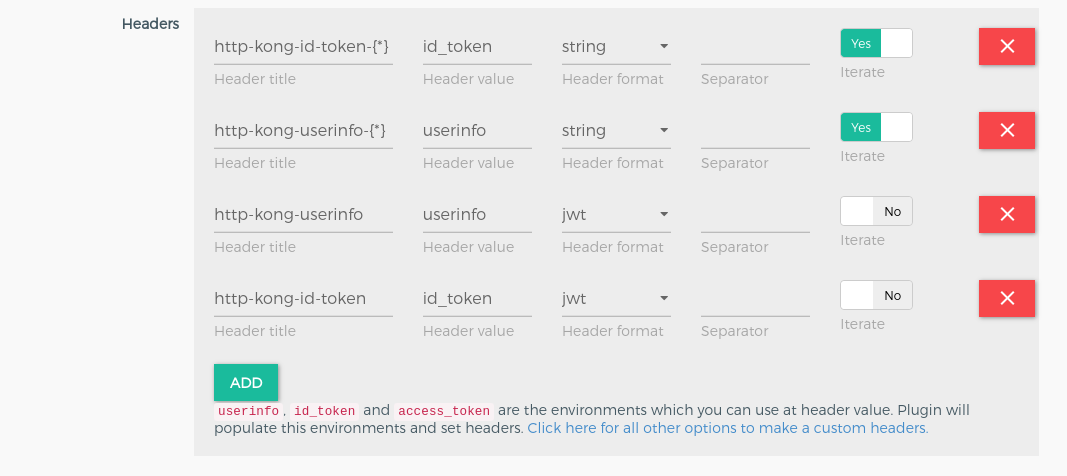 Headers
http-kong-id-token-{*} id_token string Yes
Header title Header value Header format Separator Iterate
http-kong-userinfo-{*} userinfo string Yes
Header title Header value Header format Separator Iterate
http-kong-userinfo userinfo jwt No
Header title Header value Header format Separator Iterate
http-kong-id-token id_token jwt No
Header title Header value Header format Separator Iterate
ADD
userinfo, id_token and access_token are the environments which you can use at header value. Plugin will
populate this environments and set headers. Click here for all other options to make a custom headers.